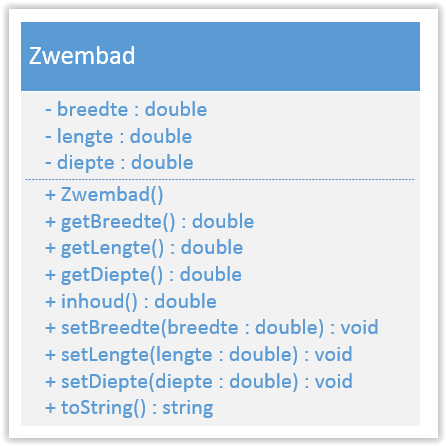 Zwembad
- breedte : double
- lengte : double
- diepte : double
+ Zwembad()
+ getBreedte() : double
+ getLengte() : double
+ getDiepte() : double
+ inhoud() : double
+ setBreedte(breedte : double) : void
+ setLengte(lengte : double) : void
+ setDiepte(diepte : double) : void
+ toString() : string